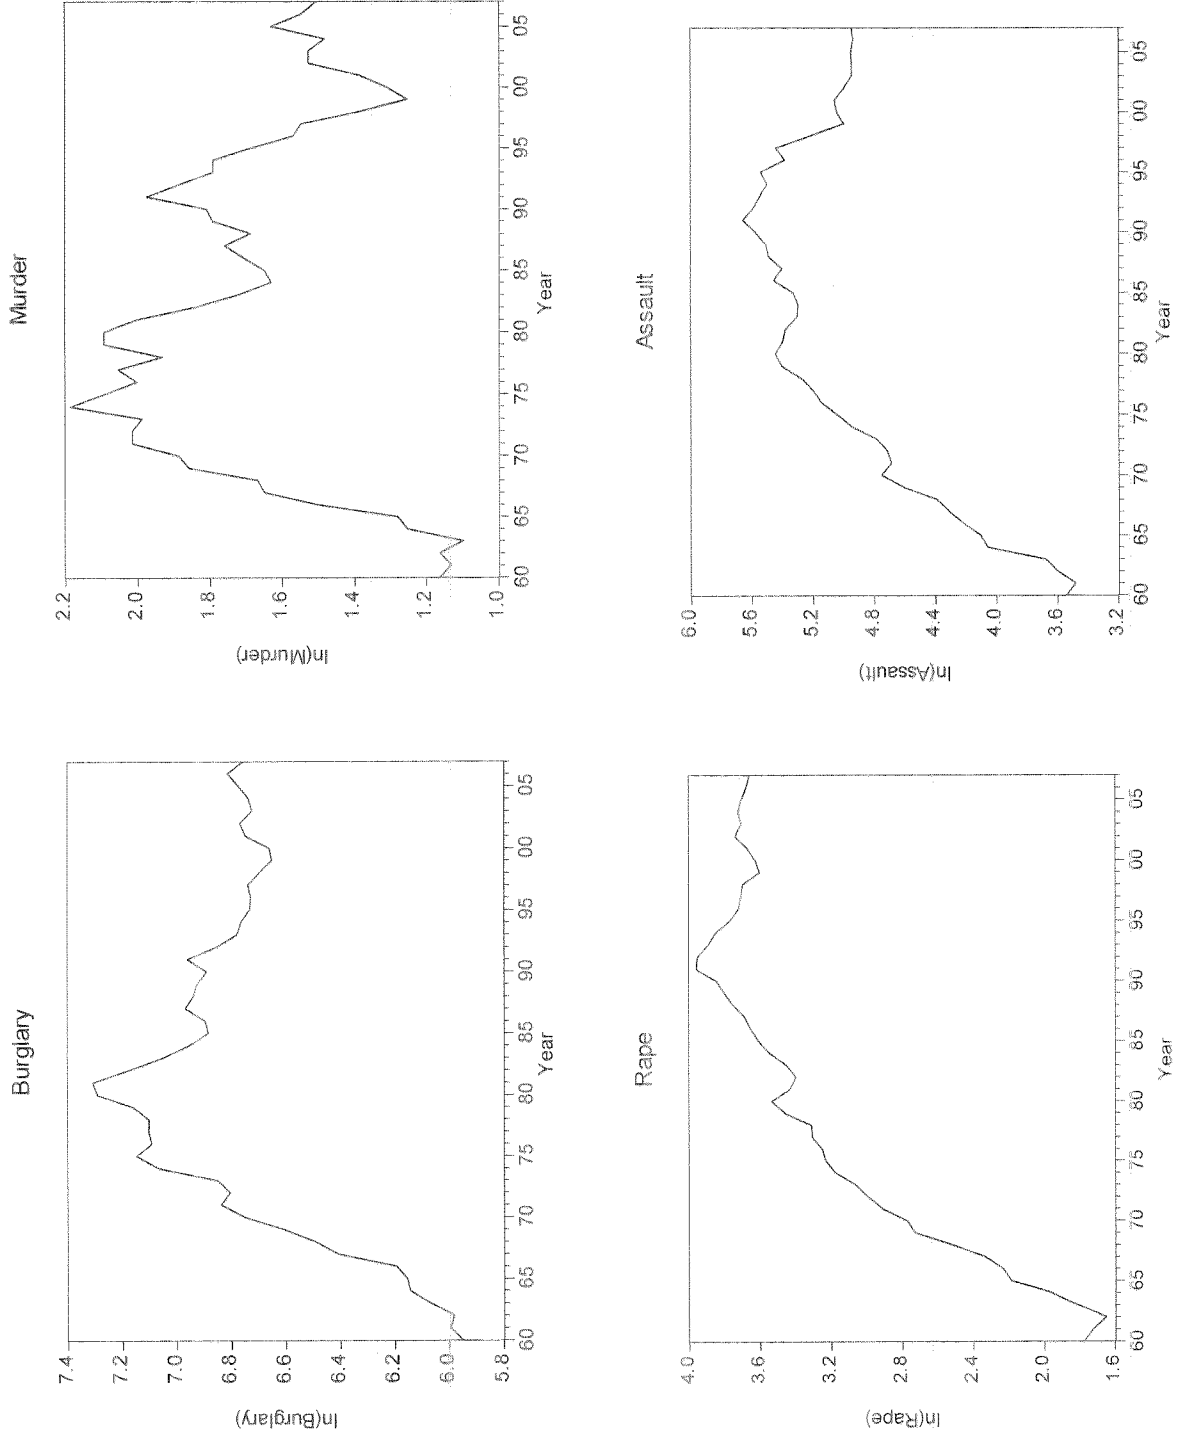 Burglary
ln(Burglary)
7.4
7.2
7.0
6.8
6.6
6.4
6.2
6.0
5.8
60 65 70 75 80 85 90 95 00 05
Year
Murder
ln(Murder)
2.2
2.0
1.8
1.6
1.4
1.2
1.0
60 65 70 75 80 85 90 95 00 05
Year
Rape
ln(Rape)
4.0
3.6
3.2
2.8
2.4
2.0
1.6
60 65 70 75 80 85 90 95 00 05
Year
Assault
ln(Assault)
6.0
5.6
5.2
4.8
4.4
4.0
3.6
3.2
60 65 70 75 80 85 90 95 00 05
Year